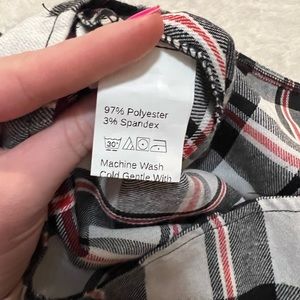 97% Polyester
3% Spandex
30°
Machine Wash
Cold Gentle With